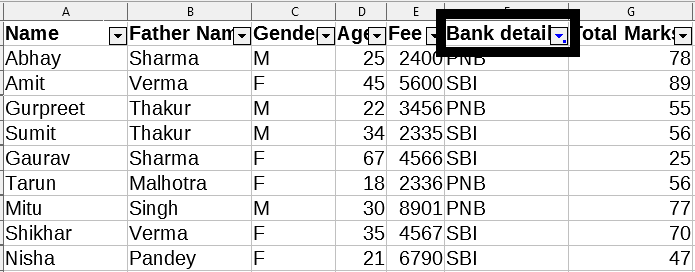 A B C D E F G
Name Father Nam Gende Age Fee Bank detail Total Marks
Abhay Sharma M 25 2400 PNB 78
Amit Verma F 45 5600 SBI 89
Gurpreet Thakur M 22 3456 PNB 55
Sumit Thakur M 34 2335 SBI 56
Gaurav Sharma F 67 4566 SBI 25
Tarun Malhotra F 18 2336 PNB 56
Mitu Singh M 30 8901 PNB 77
Shikhar Verma F 35 4567 SBI 70
Nisha Pandey F 21 6790 SBI 47